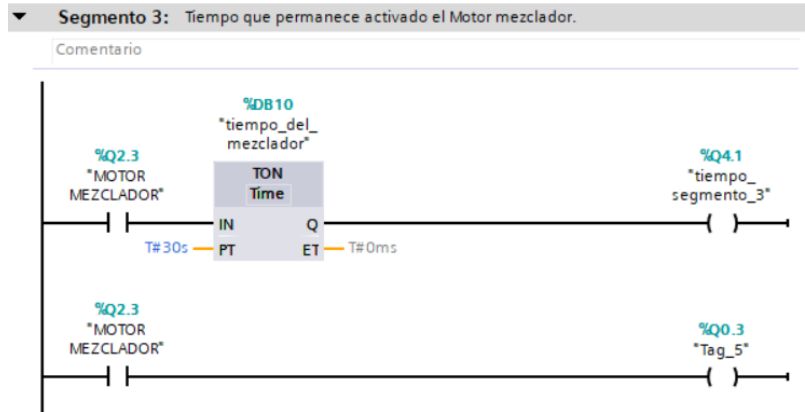 Segmento 3: Tiempo que permanece activado el Motor mezclador.
Comentario
%DB10
"tiempo_del_
mezclador"
%Q2.3
"MOTOR
MEZCLADOR"
TON
Time
%Q4.1
"tiempo_
segmento_3"
IN Q
T#30s PT ET T#0ms
%Q2.3
"MOTOR
MEZCLADOR"
%Q0.3
"Tag_5"